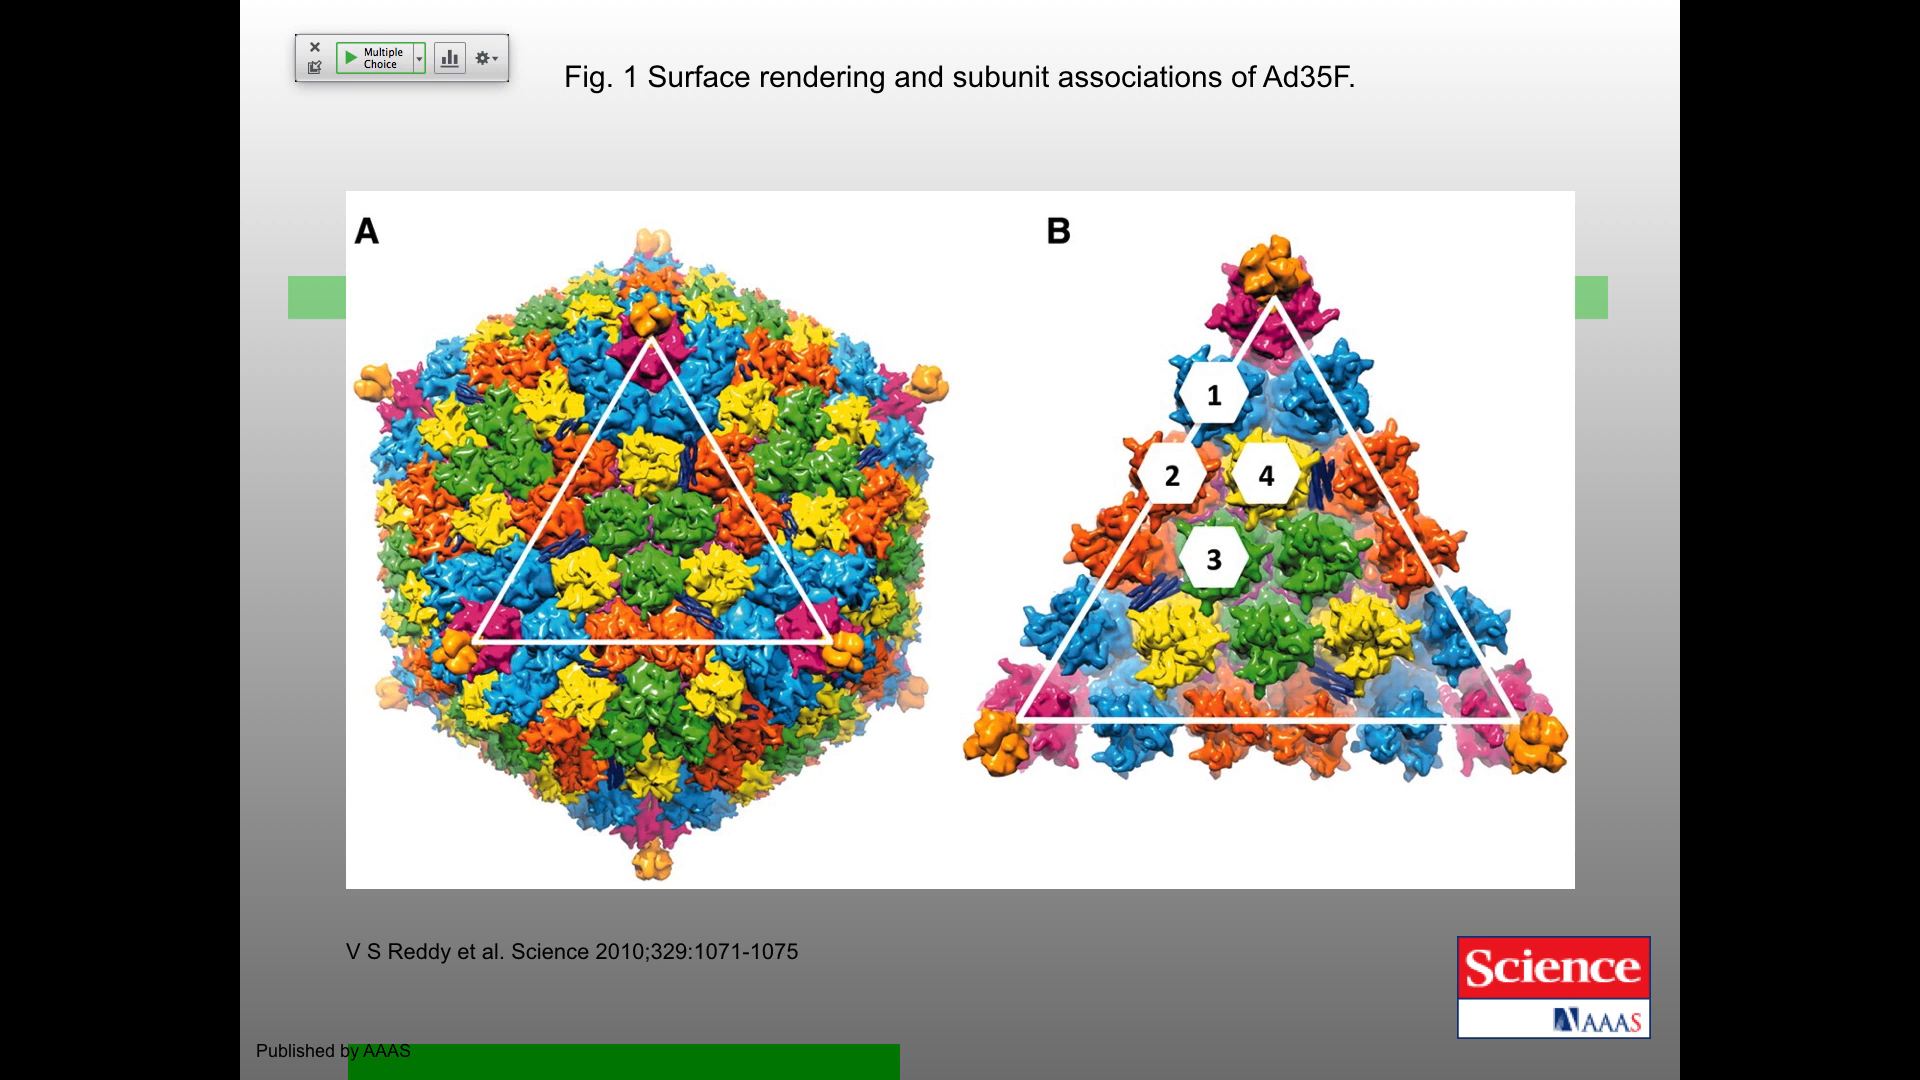 Multiple
Choice
Fig. 1 Surface rendering and subunit associations of Ad35F.
A
B
1
2
4
3
V S Reddy et al. Science 2010;329:1071-1075
Science
AAAS
Published by AAAS